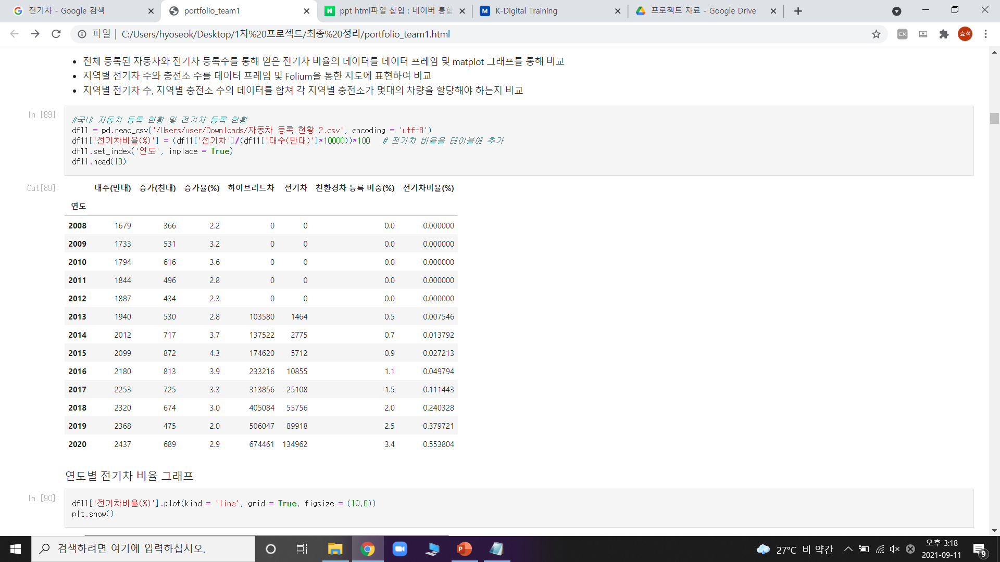 전기차 - Google 검색
portfolio_team1
ppt html파일 삽입 : 네이버 통합
K-Digital Training
프로젝트 자료 - Google Drive
파일 | C:/Users/hyoseok/Desktop/1차%20프로젝트/최종%20정리/portfolio_team1.html
EX
효석
• 전체 등록된 자동차와 전기차 등록수를 통해 얻은 전기차 비율의 데이터를 데이터 프레임 및 matplot 그래프를 통해 비교
• 지역별 전기차 수와 충전소 수를 데이터 프레임 및 Folium을 통한 지도에 표현하여 비교
• 지역별 전기차 수, 지역별 충전소 수의 데이터를 합쳐 각 지역별 충전소가 몇대의 차량을 할당해야 하는지 비교
In [89]:
#국내 자동차 등록 현황 및 전기차 등록 현황
df11 = pd.read_csv('/Users/user/Downloads/자동차 등록 현황 2.csv', encoding = 'utf-8')
df11['전기차비율(%)'] = (df11['전기차']/(df11['대수(만대)']*10000))*100 # 전기차 비율을 테이블에 추가
df11.set_index('연도', inplace = True)
df11.head(13)
Out[89]:
대수(만대) 증가(천대) 증가율(%) 하이브리드차 전기차 친환경차 등록 비중(%) 전기차비율(%)
연도
2008 1679 366 2.2 0 0 0.0 0.000000
2009 1733 531 3.2 0 0 0.0 0.000000
2010 1794 616 3.6 0 0 0.0 0.000000
2011 1844 496 2.8 0 0 0.0 0.000000
2012 1887 434 2.3 0 0 0.0 0.000000
2013 1940 530 2.8 103580 1464 0.5 0.007546
2014 2012 717 3.7 137522 2775 0.7 0.013792
2015 2099 872 4.3 174620 5712 0.9 0.027213
2016 2180 813 3.9 233216 10855 1.1 0.049794
2017 2253 725 3.3 313856 25108 1.5 0.111443
2018 2320 674 3.0 405084 55756 2.0 0.240328
2019 2368 475 2.0 506047 89918 2.5 0.379721
2020 2437 689 2.9 674461 134962 3.4 0.553804
연도별 전기차 비율 그래프
In [90]:
df11['전기차비율(%)'].plot(kind = 'line', grid = True, figsize = (10,6))
plt.show()
검색하려면 여기에 입력하십시오.
27°C 비 약간
오후 3:18
2021-09-11
9